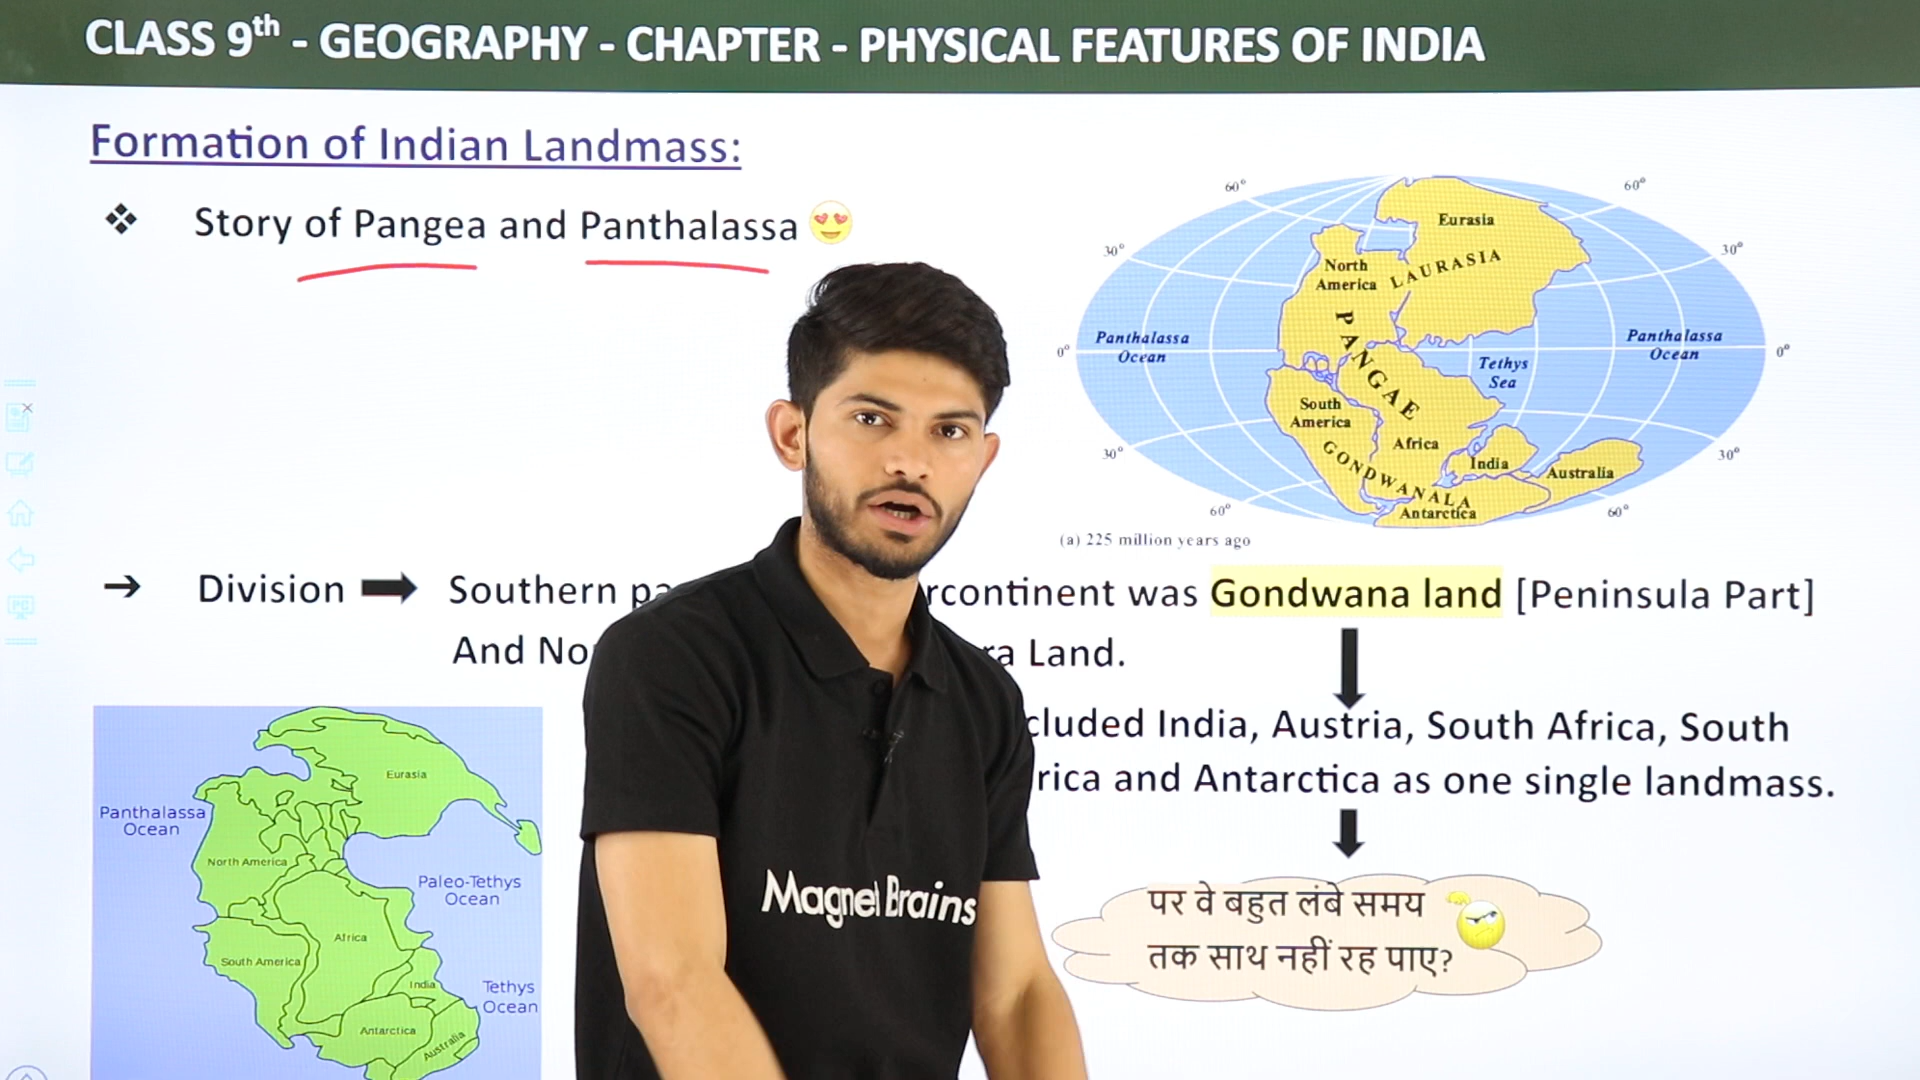 CLASS 9th - GEOGRAPHY - CHAPTER - PHYSICAL FEATURES OF INDIA
Formation of Indian Landmass:
Story of Pangea and Panthalassa
60° 60°
30° 30°
0° 0°
30° 30°
60° 60°
Eurasia
LAURASIA
North
America
PANGAE
Panthalassa
Ocean
Tethys
Sea
Panthalassa
Ocean
South
America
Africa
India
Australia
GONDWANALA
Antarctica
(a) 225 million years ago
Division Southern pa rcontinent was Gondwana land [Peninsula Part]
And No ra Land.
cluded India, Austria, South Africa, South
rica and Antarctica as one single landmass.
पर वे बहुत लंबे समय
तक साथ नहीं रह पाए?
Eurasia
Panthalassa
Ocean
North America
Paleo-Tethys
Ocean
Africa
South America
India
Tethys
Ocean
Antarctica
Australia
Magnet Brains
PC